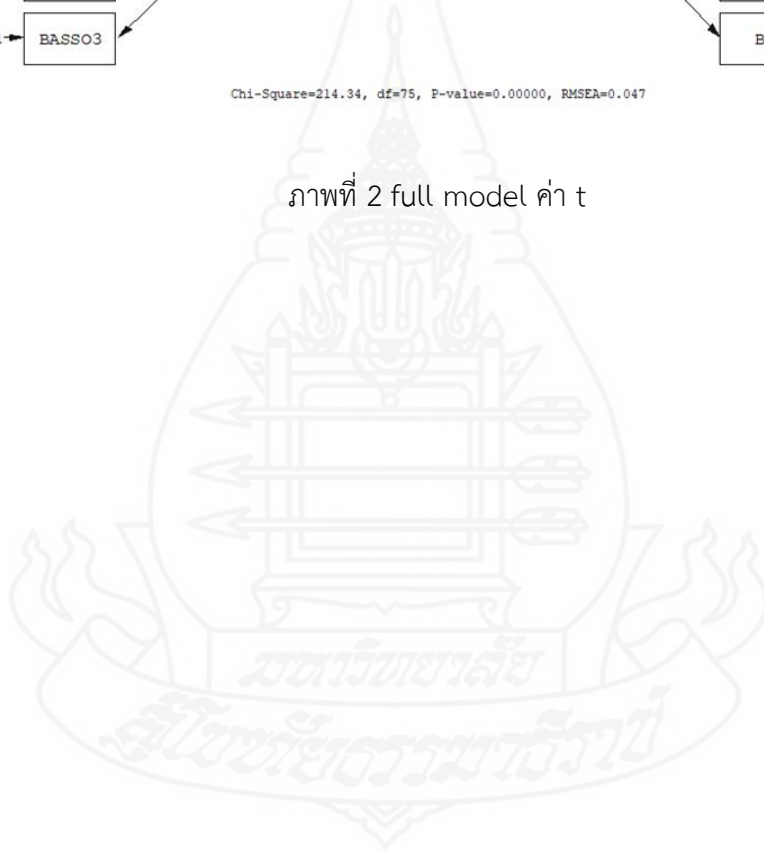 BASSO3
B
Chi-Square=214.34, df=75, P-value=0.00000, RMSEA=0.047
ภาพที่ 2 full model ค่า t
มหาวิทยาลัย
สุโขทัยธรรมาธิราช